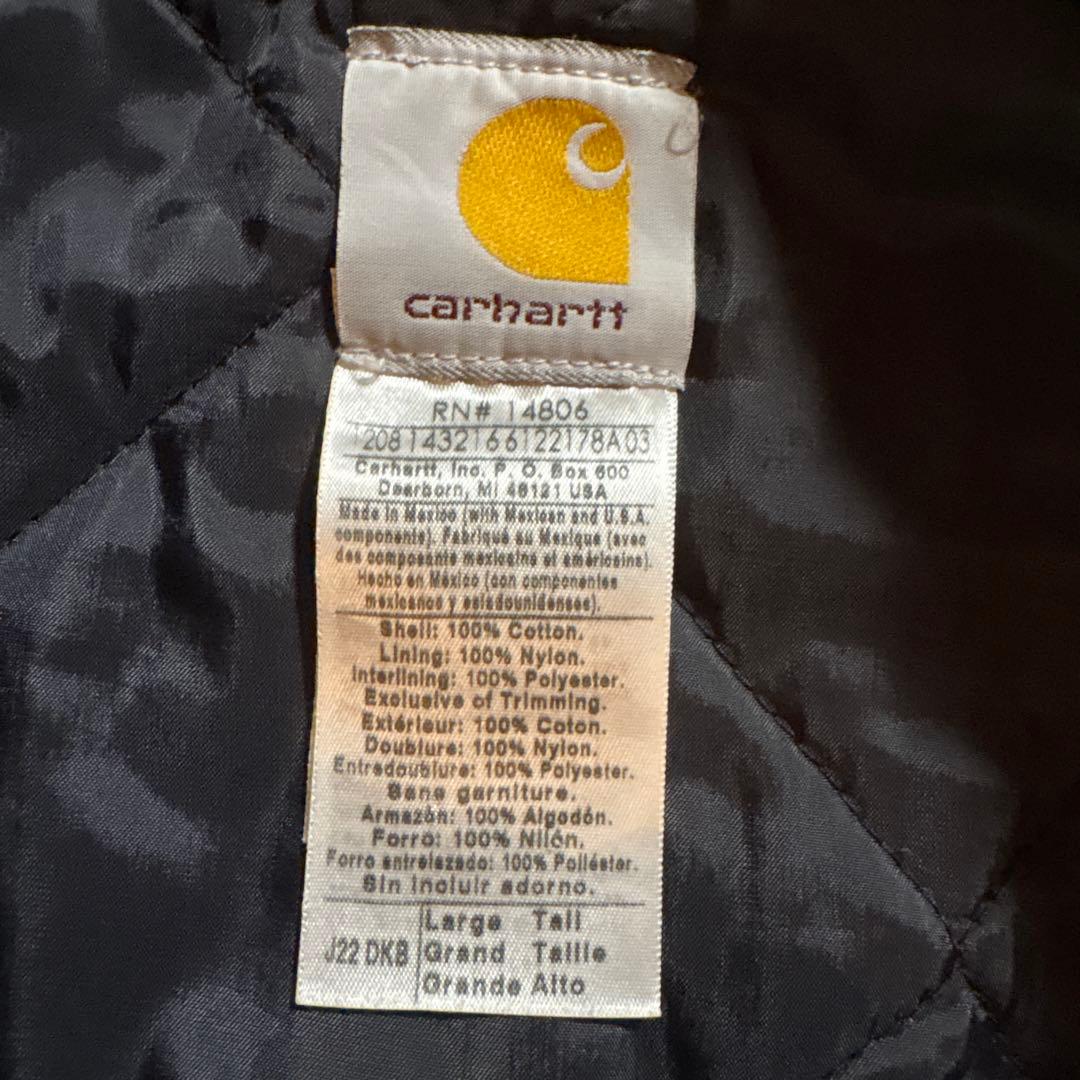 carhartt
RN# 14806
1208143216612217 8A03
Carhartt, Inc. P. O. Box 600
Dearborn, MI 48121 USA
Made in Mexico (with Mexican and U.S.A.
components). Fabriqué au Mexique (avec
des composants mexicains et américains).
Hecho en México (con componentes
mexicanos y estadounidenses).
Shell: 100% Cotton.
Lining: 100% Nylon.
Interlining: 100% Polyester.
Exclusive of Trimming.
Extérieur: 100% Coton.
Doublure: 100% Nylon.
Entredoublure: 100% Polyester.
Sans garniture.
Armazón: 100% Algodón.
Forro: 100% Nilón.
Forro entrelazado: 100% Poliéster.
Sin incluir adorno.
J22 DKB
Large Tall
Grand Taille
Grande Alto